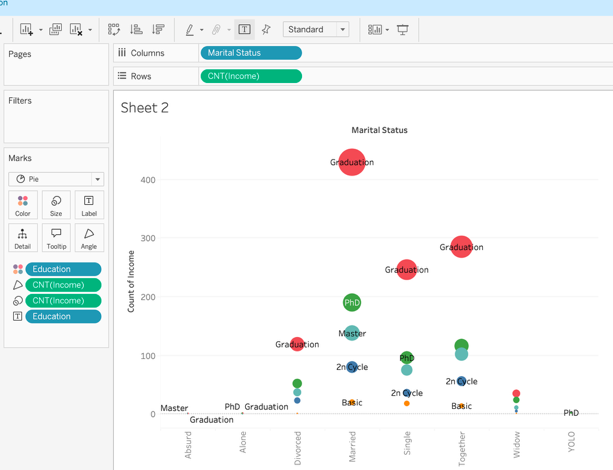 on
Standard
Pages
Columns
Marital Status
Rows
CNT(Income)
Filters
Sheet 2
Marital Status
Marks
Pie
Color
Size
Label
Detail
Tooltip
Angle
Education
CNT(Income)
CNT(Income)
Education
Count of Income
400
300
200
100
0
Graduation
Graduation
Graduation
PhD
Master
Graduation
PhD
2n Cycle
2n Cycle
2n Cycle
Basic
Basic
Master
PhD
Graduation
Graduation
PhD
Absurd
Alone
Divorced
Married
Single
Together
Widow
YOLO